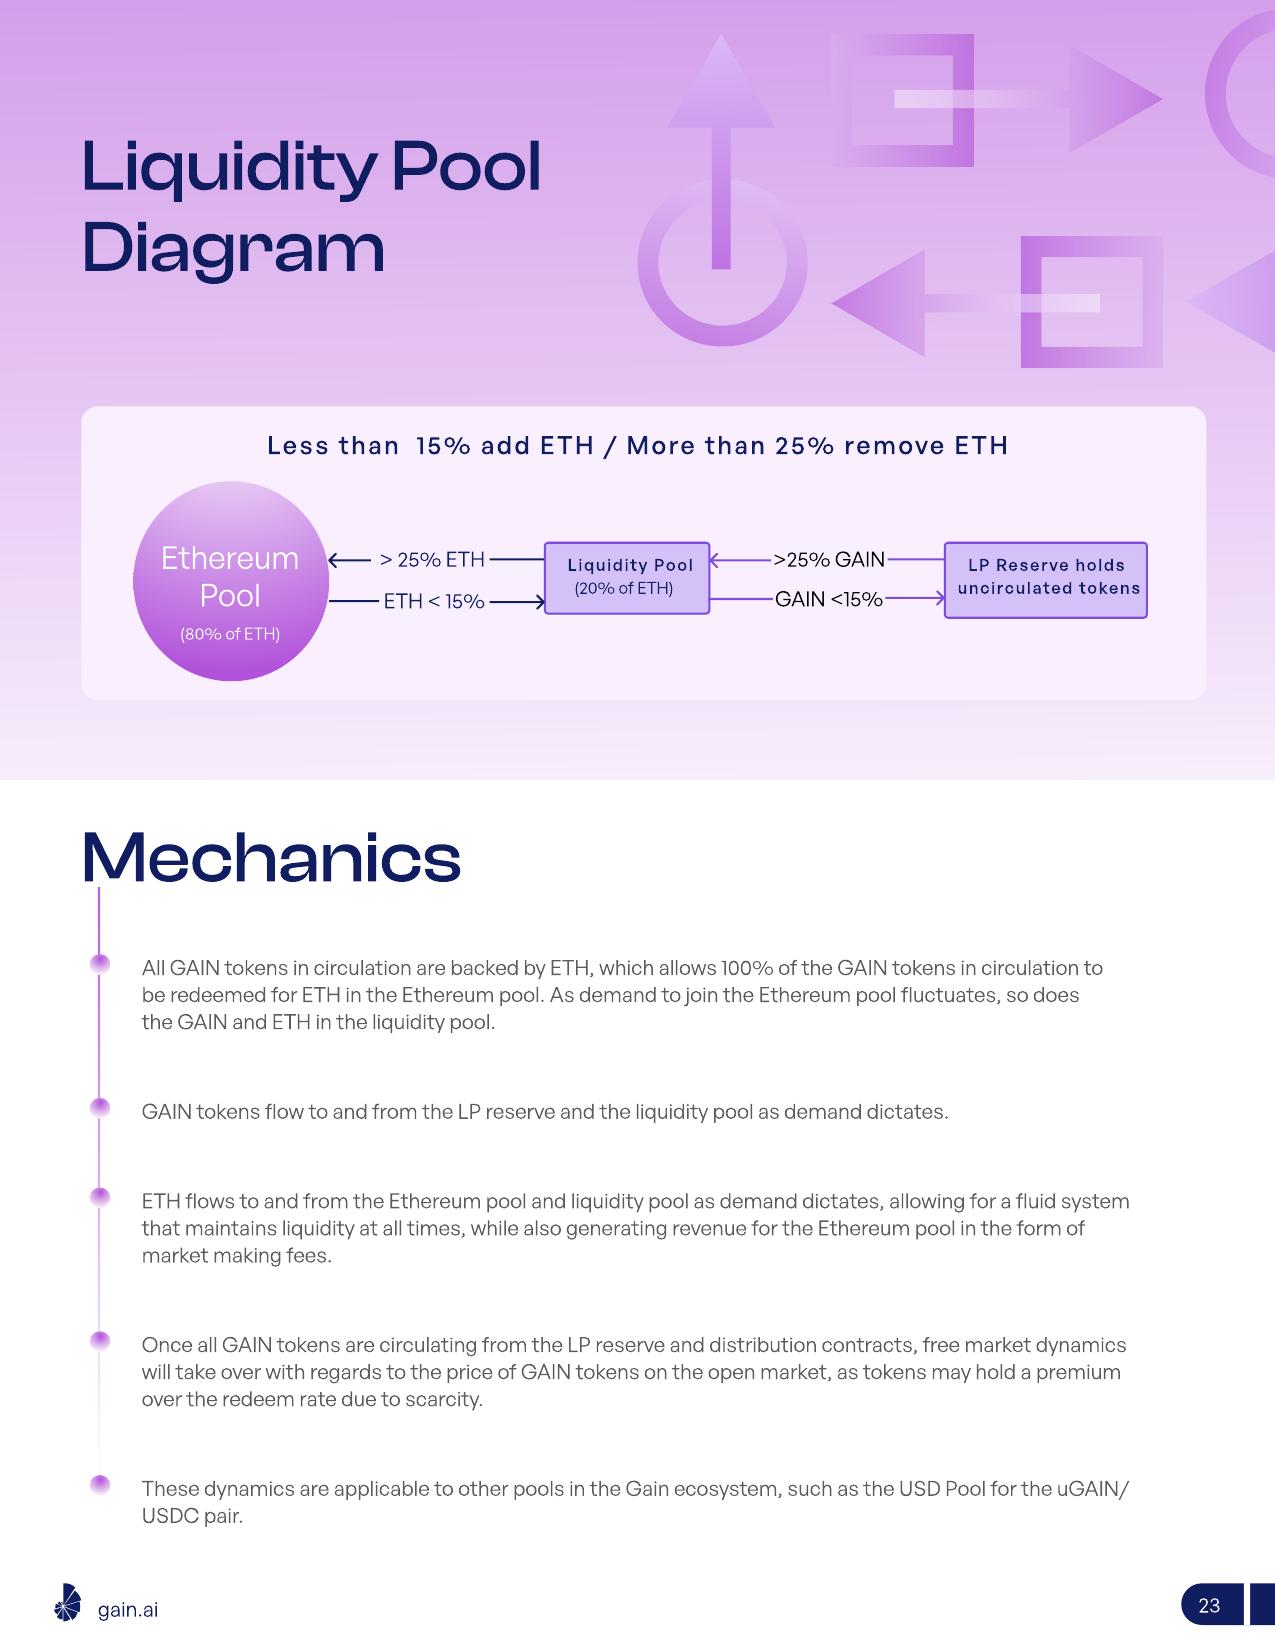 Liquidity Pool
Diagram
Less than 15% add ETH / More than 25% remove ETH
Ethereum
Pool
(80% of ETH)
> 25% ETH
ETH < 15%
Liquidity Pool
(20% of ETH)
>25% GAIN
GAIN <15%
LP Reserve holds
uncirculated tokens
Mechanics
All GAIN tokens in circulation are backed by ETH, which allows 100% of the GAIN tokens in circulation to
be redeemed for ETH in the Ethereum pool. As demand to join the Ethereum pool fluctuates, so does
the GAIN and ETH in the liquidity pool.
GAIN tokens flow to and from the LP reserve and the liquidity pool as demand dictates.
ETH flows to and from the Ethereum pool and liquidity pool as demand dictates, allowing for a fluid system
that maintains liquidity at all times, while also generating revenue for the Ethereum pool in the form of
market making fees.
Once all GAIN tokens are circulating from the LP reserve and distribution contracts, free market dynamics
will take over with regards to the price of GAIN tokens on the open market, as tokens may hold a premium
over the redeem rate due to scarcity.
These dynamics are applicable to other pools in the Gain ecosystem, such as the USD Pool for the uGAIN/
USDC pair.
gain.ai
23